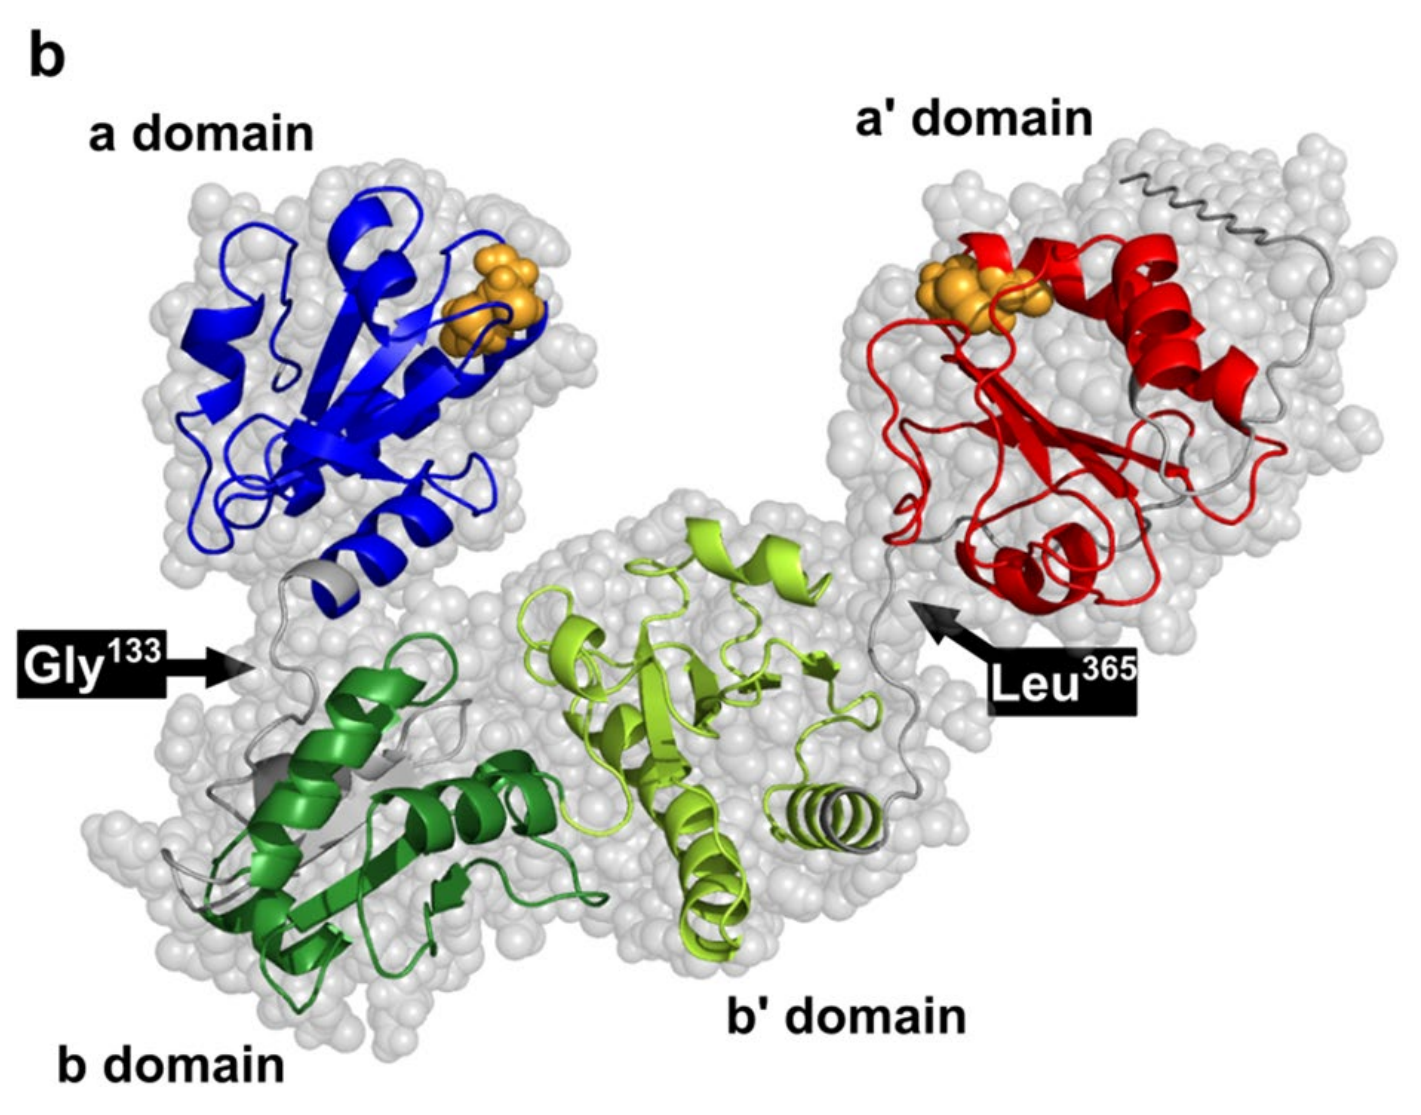 b
a domain
a' domain
Gly¹³³
Leu³⁶⁵
b' domain
b domain